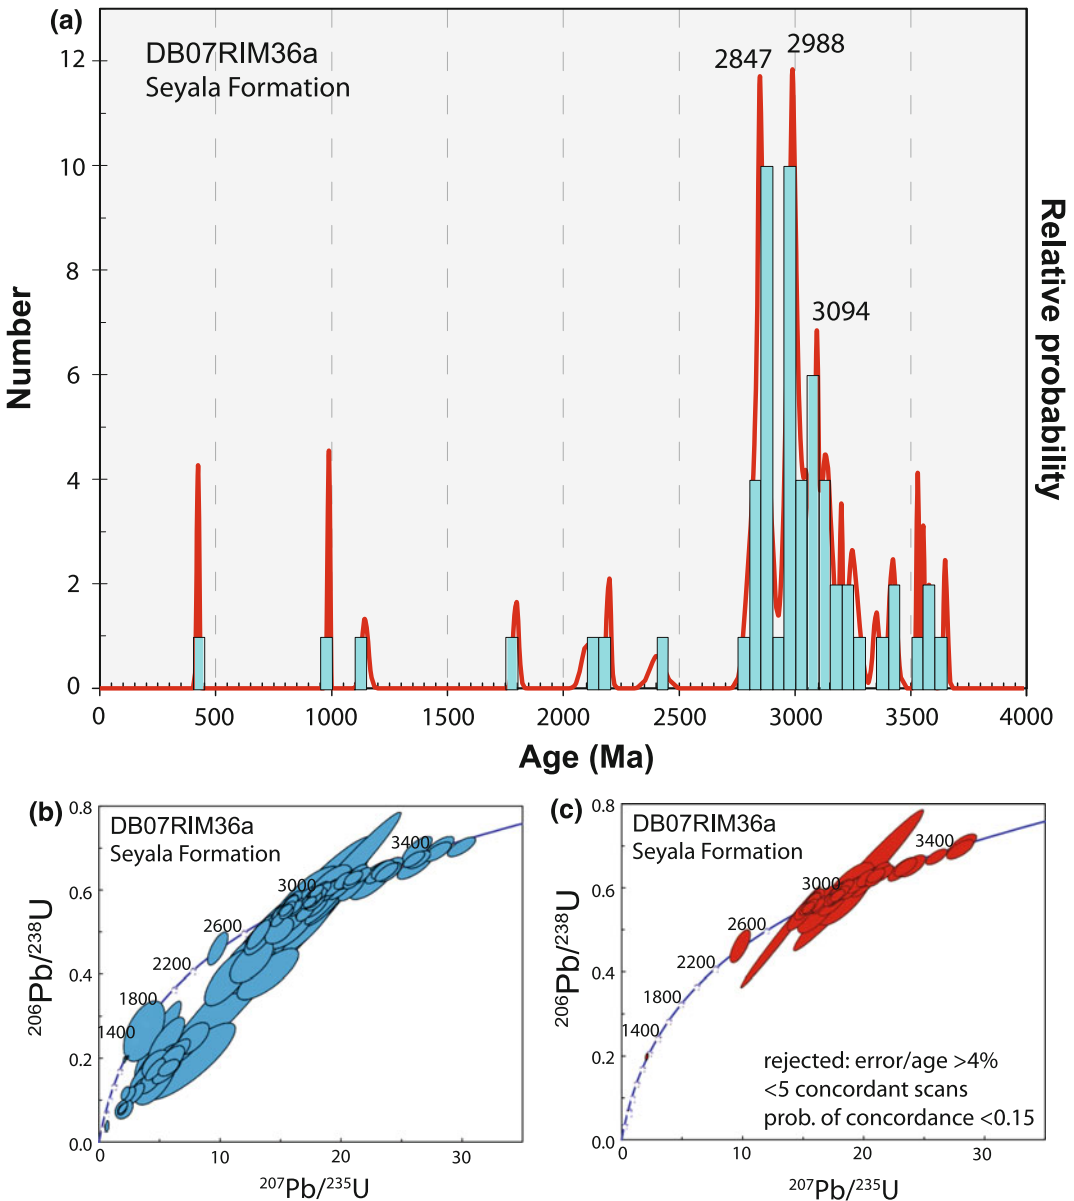 (a)
DB07RIM36a
Seyala Formation
2847
2988
3094
12
10
8
6
4
2
0
Number
Relative probability
0 500 1000 1500 2000 2500 3000 3500 4000
Age (Ma)
(b)
DB07RIM36a
Seyala Formation
0.8
0.6
0.4
0.2
0.0
206Pb/238U
3400
3000
2600
2200
1800
1400
0 10 20 30
207Pb/235U
(c)
DB07RIM36a
Seyala Formation
0.8
0.6
0.4
0.2
0.0
206Pb/238U
3400
3000
2600
2200
1800
1400
rejected: error/age >4%
<5 concordant scans
prob. of concordance <0.15
0 10 20 30
207Pb/235U